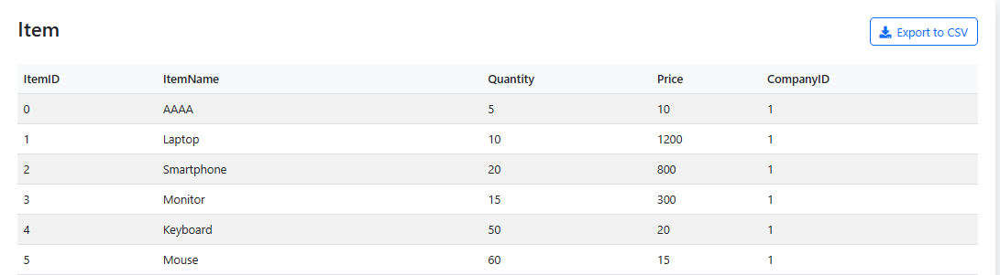 Item
Export to CSV
ItemID ItemName Quantity Price CompanyID
0 AAAA 5 10 1
1 Laptop 10 1200 1
2 Smartphone 20 800 1
3 Monitor 15 300 1
4 Keyboard 50 20 1
5 Mouse 60 15 1